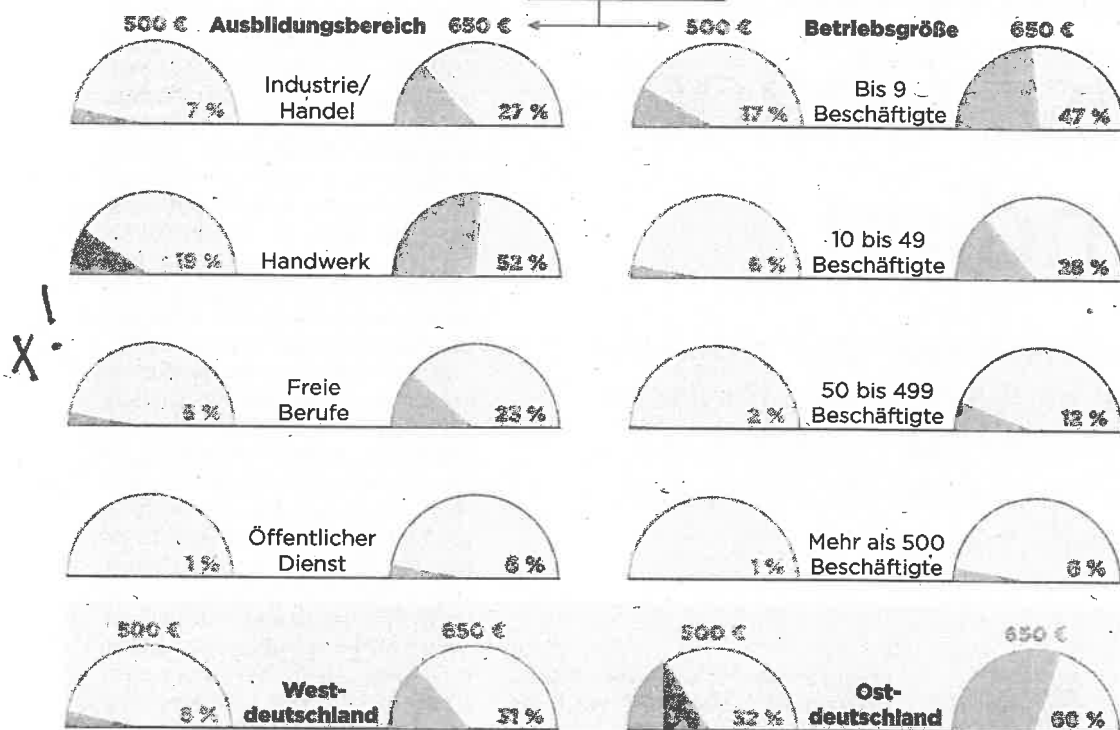 500 € Ausbildungsbereich 650 € 500 € Betriebsgröße 650 €
7 % Industrie/ Handel 27 % 17 % Bis 9 Beschäftigte 47 %
19 % Handwerk 52 % 6 % 10 bis 49 Beschäftigte 28 %
X !
Freie Berufe 23 % 2 % 50 bis 499 Beschäftigte 12 %
1 % Öffentlicher Dienst 6 % 1 % Mehr als 500 Beschäftigte 6 %
500 € 650 € 500 € 650 €
West- deutschland 31 % 32 % Ost- deutschland 60 %